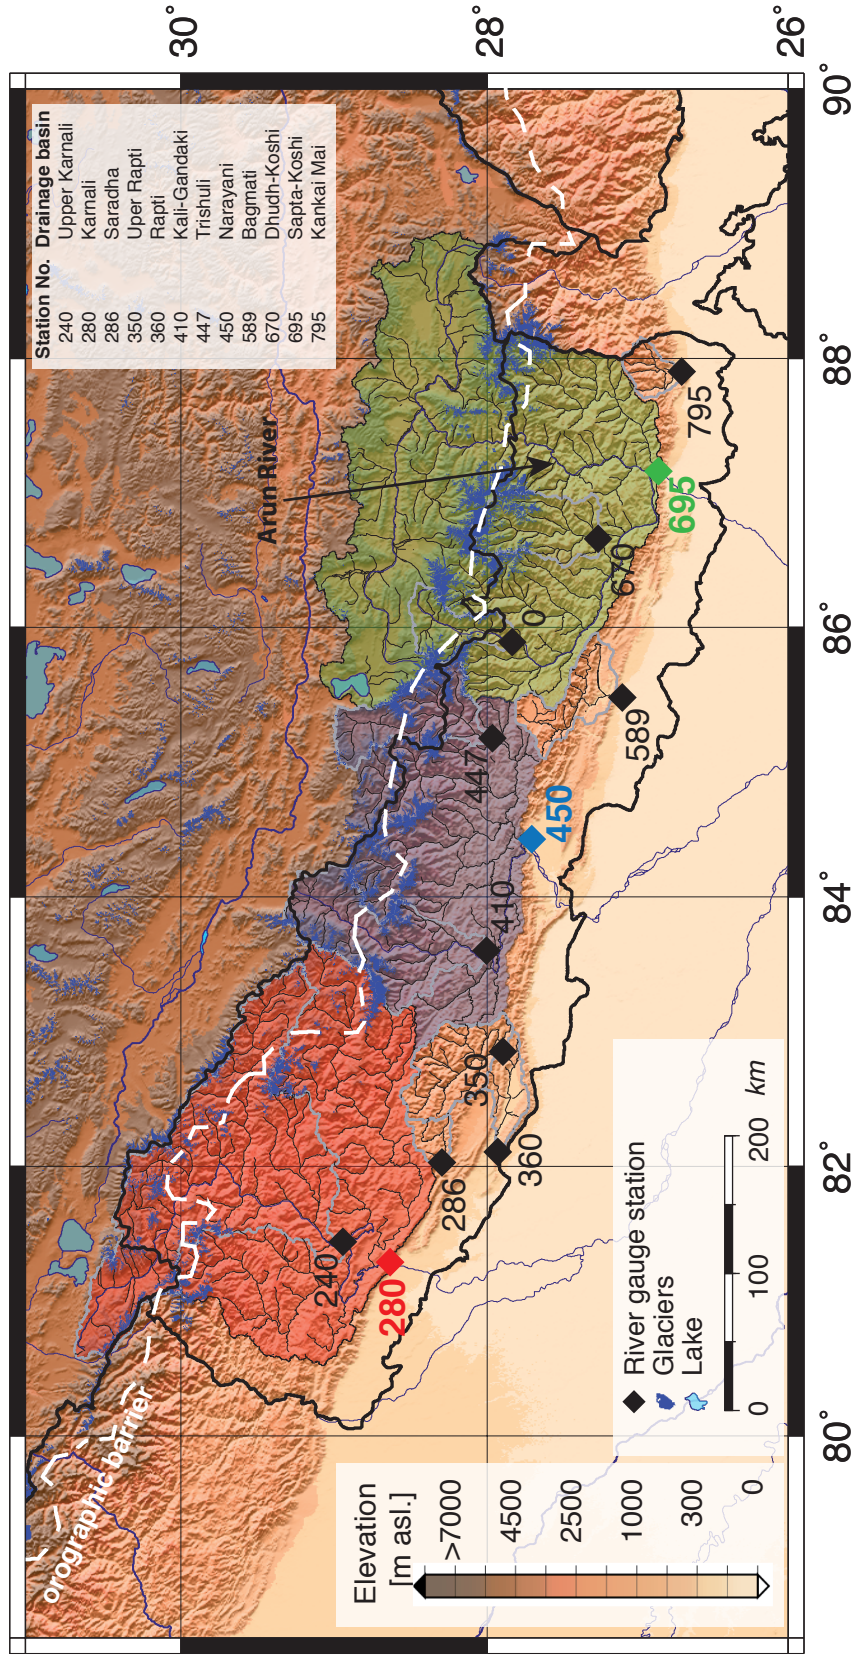 30°
28°
26°
90°
88°
86°
84°
82°
80°
Station No. Drainage basin
240 Upper Karnali
280 Karnali
286 Saradha
350 Uper Rapti
360 Rapti
410 Kali-Gandaki
447 Trishuli
450 Narayani
589 Bagmati
670 Dhudh-Koshi
695 Sapta-Koshi
795 Kankai Mai
Arun River
orographic barrier
240
280
286
360
350
410
450
447
589
0
670
695
795
Elevation
[m asl.]
>7000
4500
2500
1000
300
0
River gauge station
Glaciers
Lake
0 100 200 km